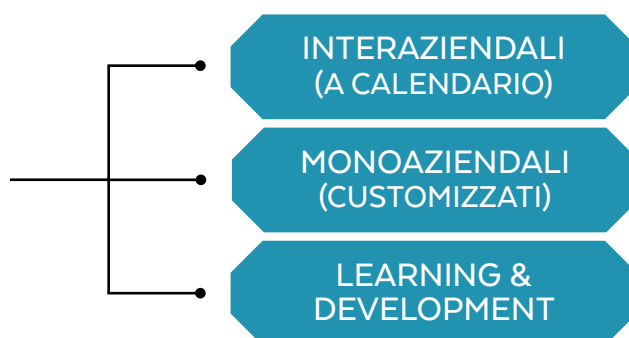 INTERAZIENDALI
(A CALENDARIO)
MONOAZIENDALI
(CUSTOMIZZATI)
LEARNING &
DEVELOPMENT